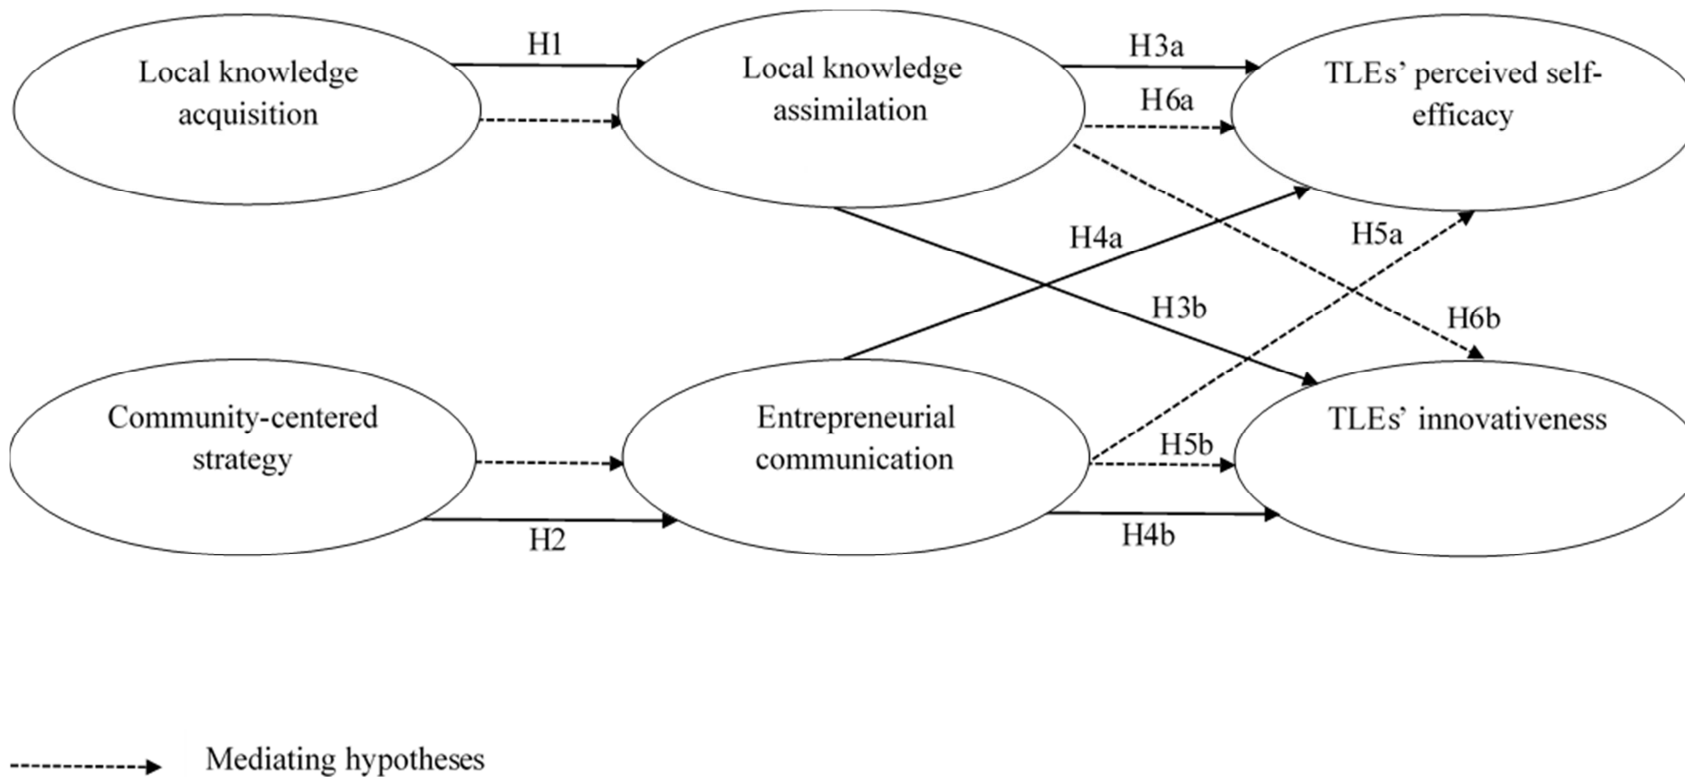 H1
Local knowledge
acquisition
Local knowledge
assimilation
H3a
H6a
TLEs’ perceived self-
efficacy
H4a
H5a
H3b
H6b
Community-centered
strategy
H2
Entrepreneurial
communication
H5b
H4b
TLEs’ innovativeness
Mediating hypotheses